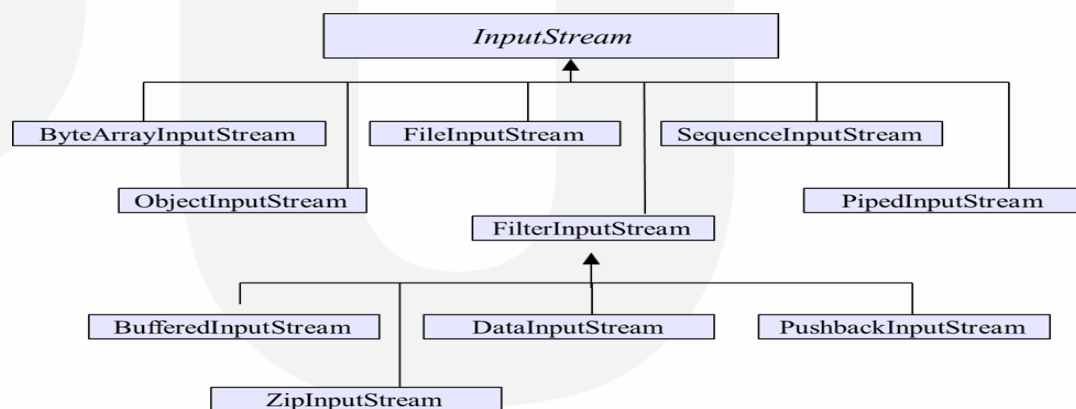 InputStream
ByteArrayInputStream
FileInputStream
SequenceInputStream
ObjectInputStream
PipedInputStream
FilterInputStream
BufferedInputStream
DataInputStream
PushbackInputStream
ZipInputStream